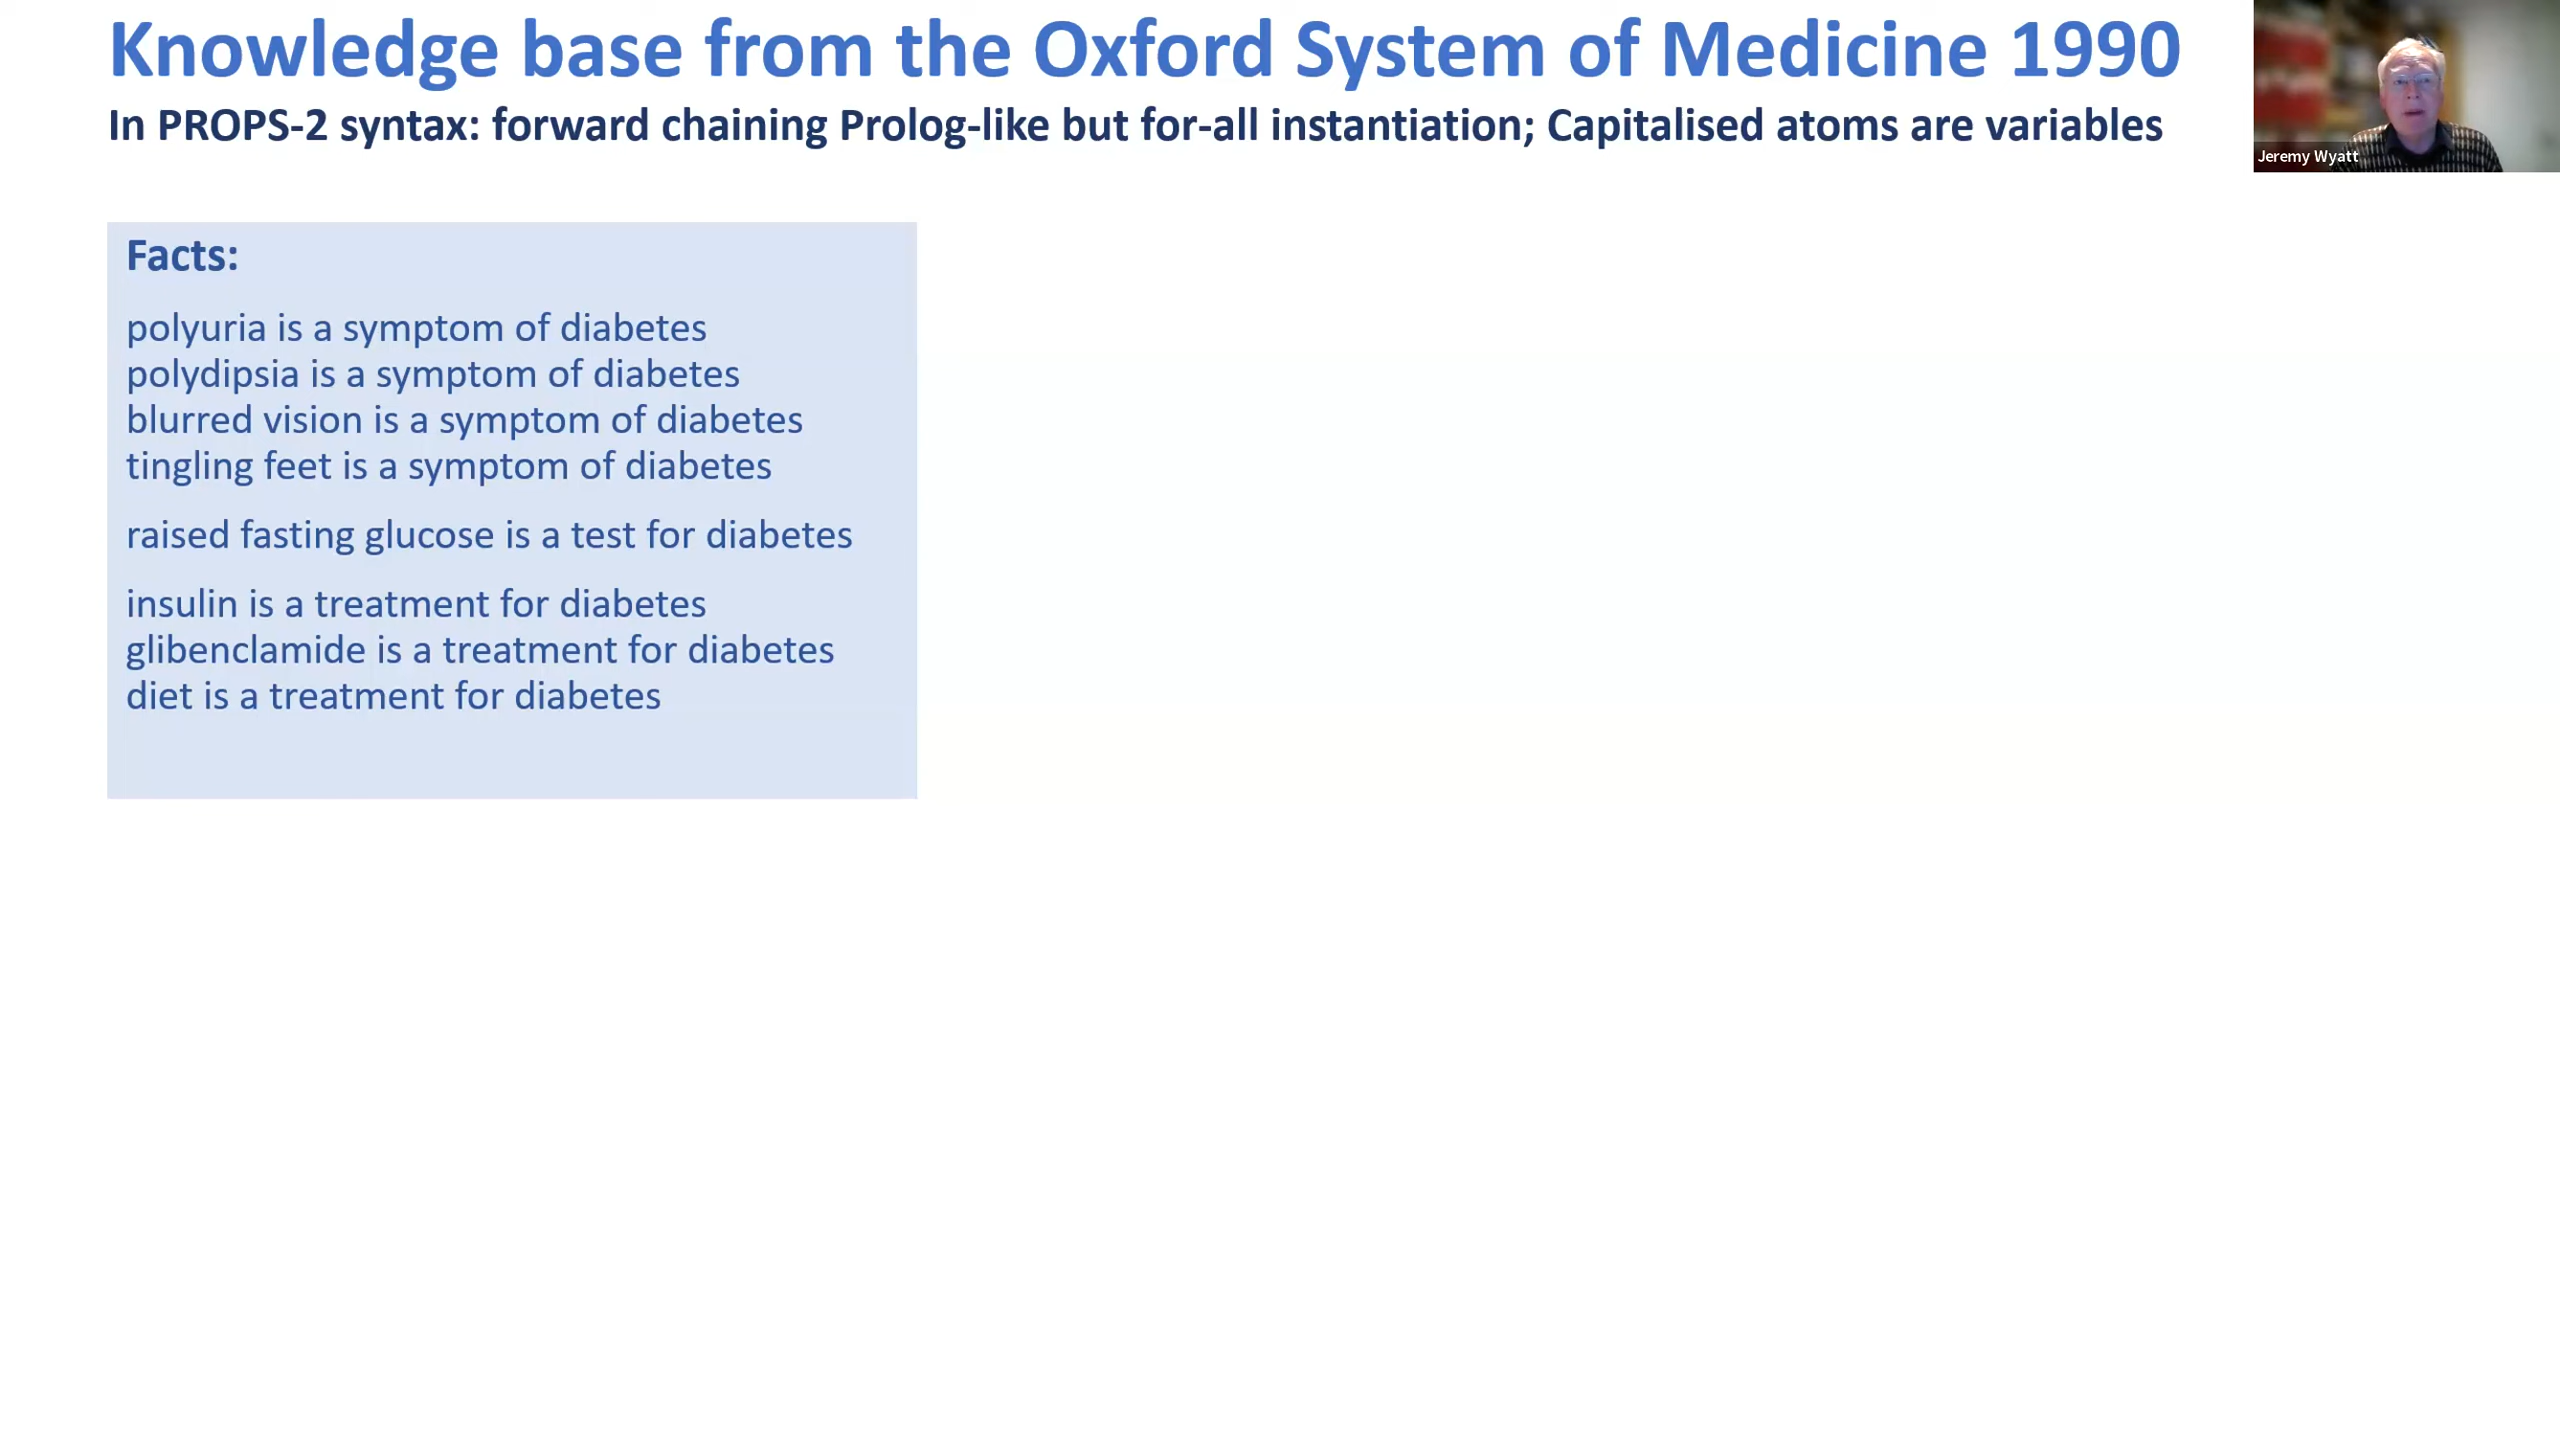 Knowledge base from the Oxford System of Medicine 1990
In PROPS-2 syntax: forward chaining Prolog-like but for-all instantiation; Capitalised atoms are variables
Jeremy Wyatt
Facts:
polyuria is a symptom of diabetes
polydipsia is a symptom of diabetes
blurred vision is a symptom of diabetes
tingling feet is a symptom of diabetes
raised fasting glucose is a test for diabetes
insulin is a treatment for diabetes
glibenclamide is a treatment for diabetes
diet is a treatment for diabetes